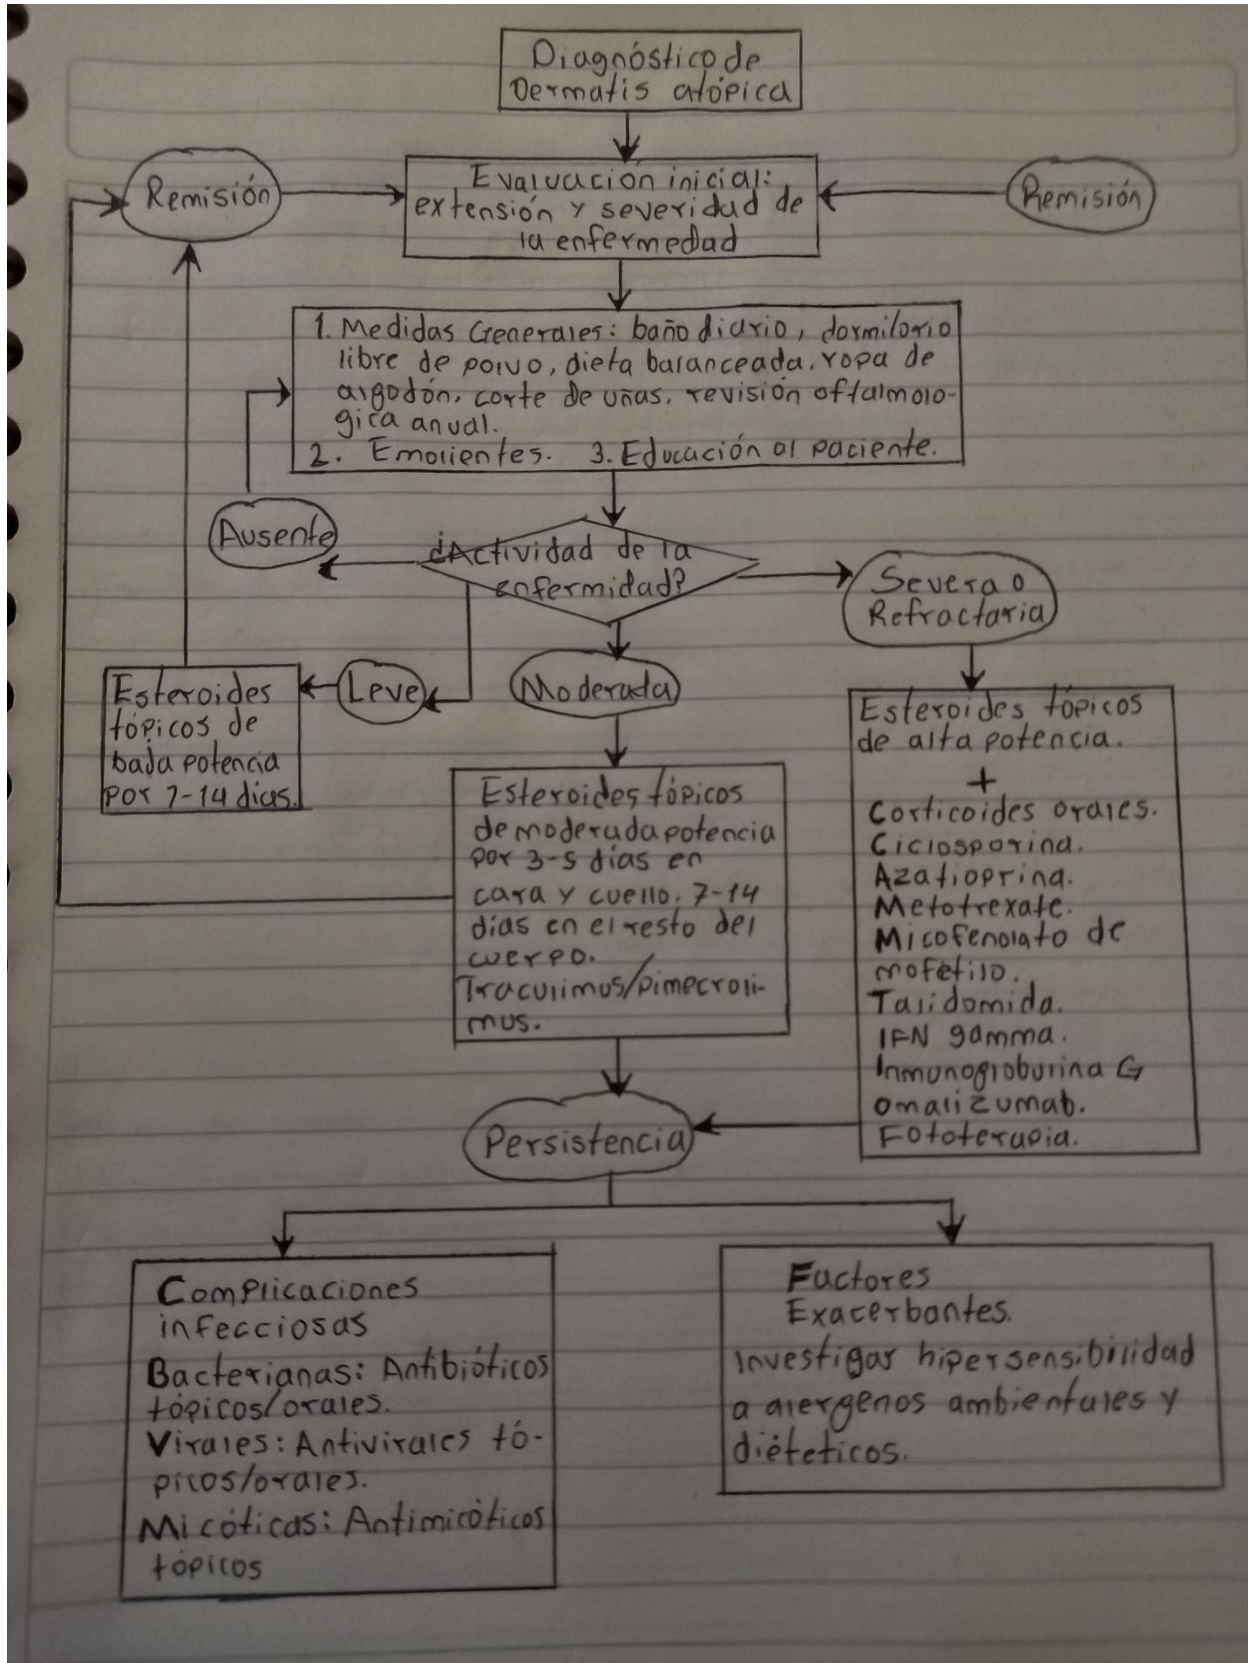 Diagnóstico de
Dermatis atópica
Remisión
Evaluación inicial:
extensión y severidad de
la enfermedad
Remisión
1. Medidas Generales: baño diario, dormitorio
libre de polvo, dieta balanceada, ropa de
algodón, corte de uñas, revisión oftalmolo-
gica anual.
2. Emolientes. 3. Educación al paciente.
Ausente
¿Actividad de la
enfermidad?
Severa o
Refractaria
Leve
Moderada
Esteroides
tópicos de
baja potencia
por 7-14 dias.
Esteroides tópicos
de moderada potencia
por 3-5 días en
cara y cuello, 7-14
días en el resto del
cuerpo.
Traculimus/pimecroli-
mus.
Esteroides tópicos
de alta potencia.
+
Corticoides orales.
Ciclosporina.
Azatioprina.
Metotrexate.
Micofenolato de
mofetilo.
Talidomida.
IFN gamma.
Inmunogloburina G
omalizumab.
Fototerapia.
Persistencia
Complicaciones
infecciosas
Bacterianas: Antibióticos
tópicos/orales.
Virales: Antivirales tó-
picos/orales.
Micóticas: Antimicóticos
tópicos
Factores
Exacerbantes.
Investigar hipersensibilidad
a alergenos ambientales y
diéteticos.